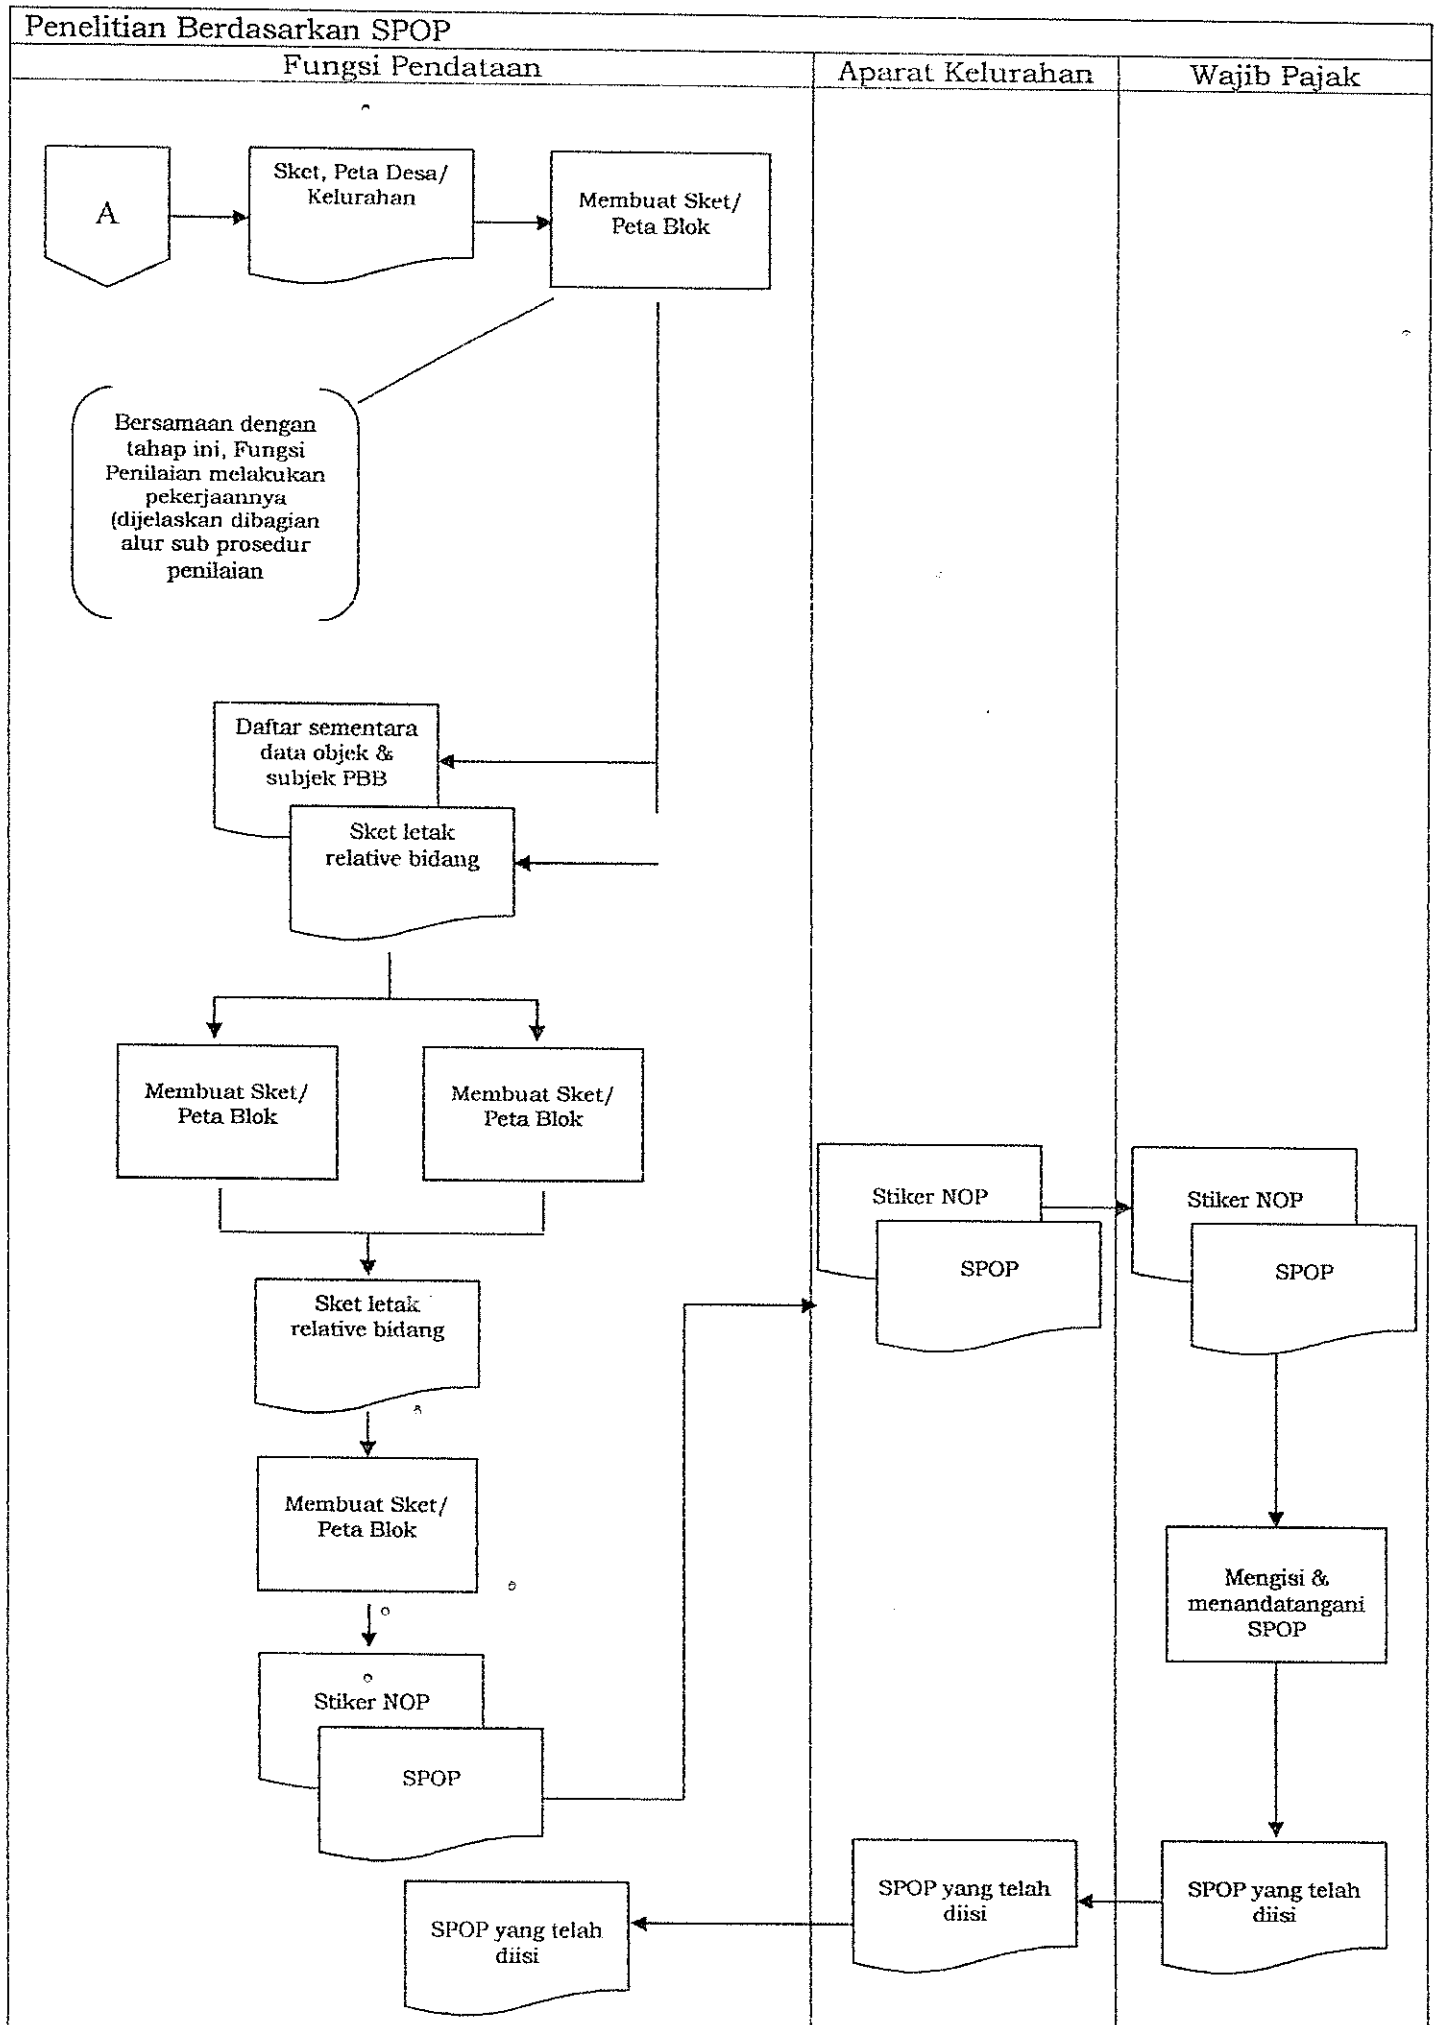 Penelitian Berdasarkan SPOP
Fungsi Pendataan
Aparat Kelurahan
Wajib Pajak
A
Sket, Peta Desa/
Kelurahan
Membuat Sket/
Peta Blok
Bersamaan dengan
tahap ini, Fungsi
Penilaian melakukan
pekerjaannya
(dijelaskan dibagian
alur sub prosedur
penilaian
Daftar sementara
data objek &
subjek PBB
Sket letak
relative bidang
Membuat Sket/
Peta Blok
Membuat Sket/
Peta Blok
Sket letak
relative bidang
Membuat Sket/
Peta Blok
Stiker NOP
SPOP
Stiker NOP
SPOP
Stiker NOP
SPOP
Mengisi &
menandatangani
SPOP
SPOP yang telah
diisi
SPOP yang telah
diisi
SPOP yang telah
diisi